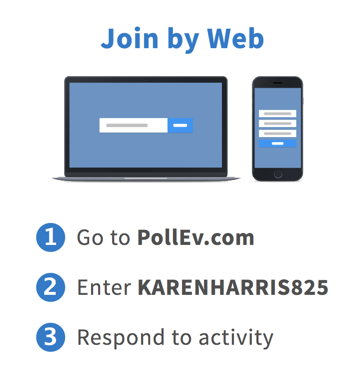 Join by Web
1 Go to PollEv.com
2 Enter KARENHARRIS825
3 Respond to activity